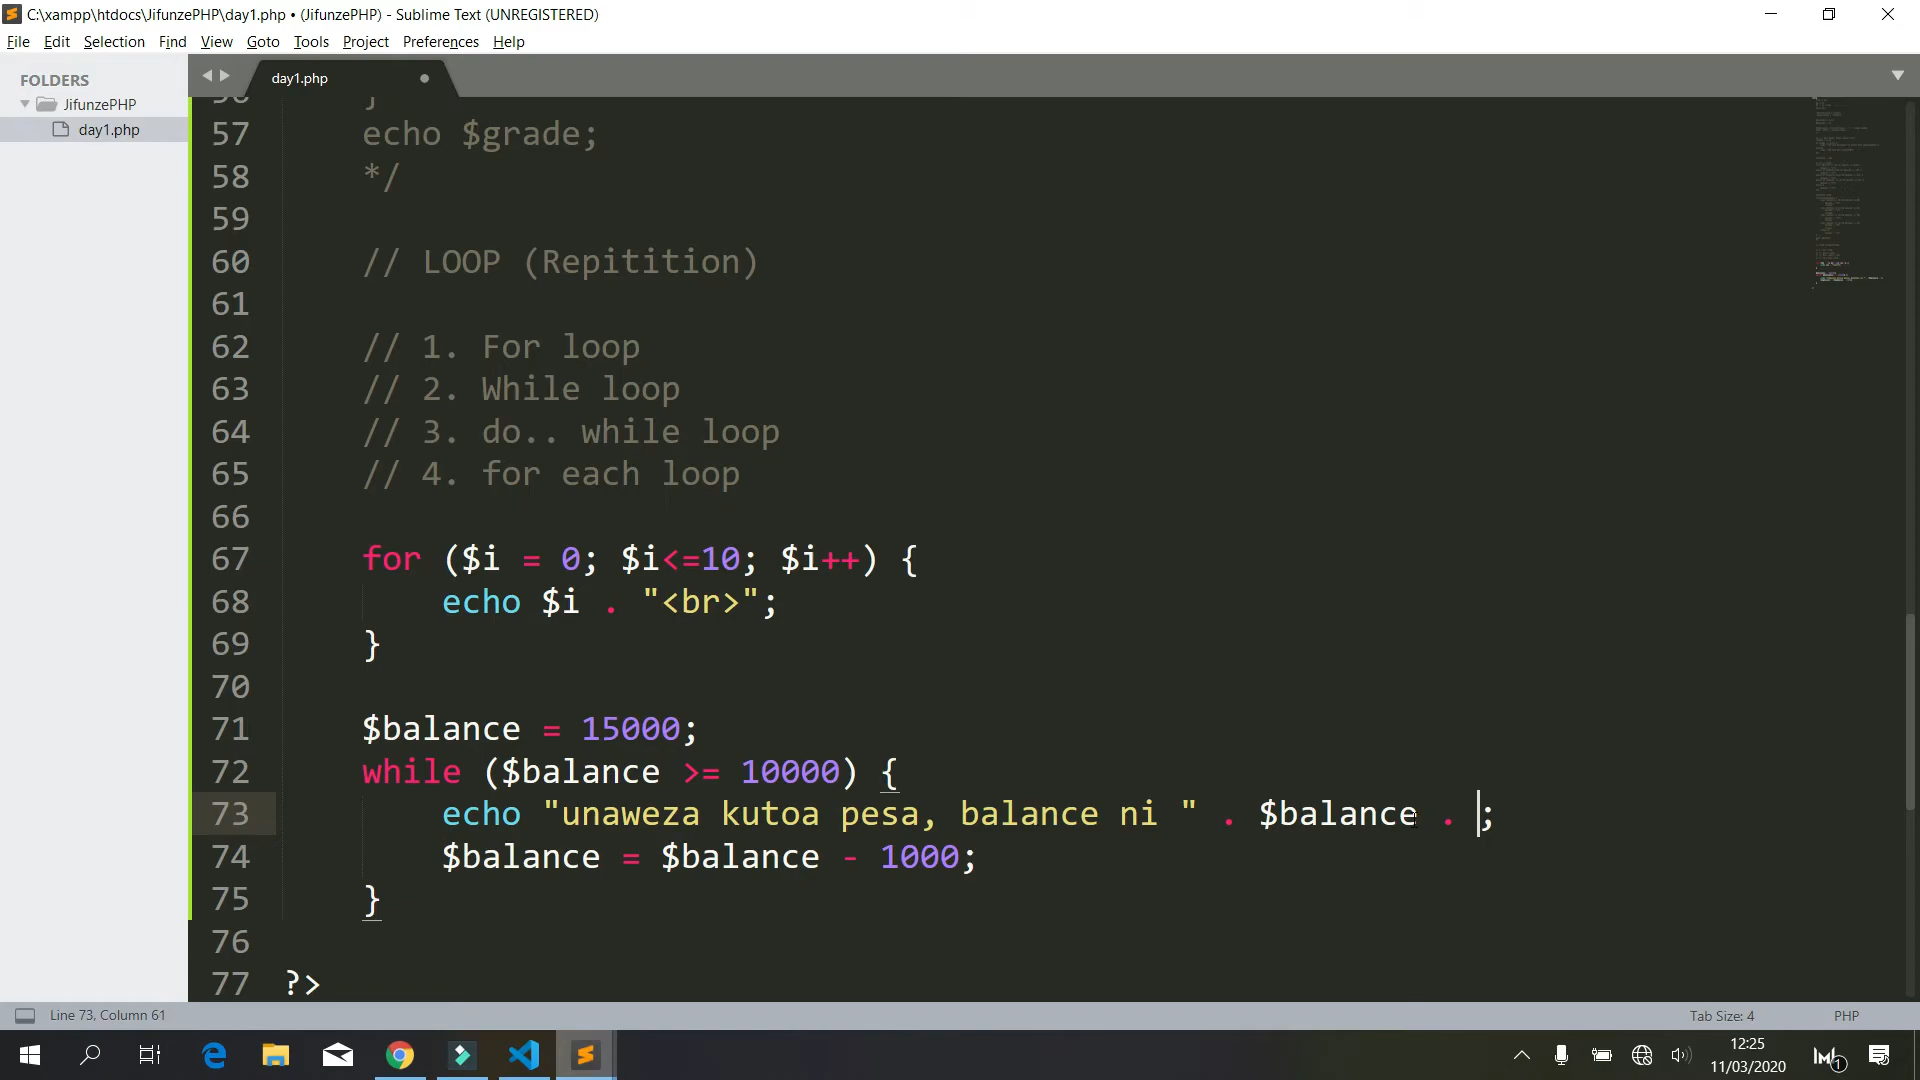 C:\xampp\htdocs\JifunzePHP\day1.php • (JifunzePHP) - Sublime Text (UNREGISTERED)
File Edit Selection Find View Goto Tools Project Preferences Help
FOLDERS
JifunzePHP
day1.php
day1.php
56 }
57 echo $grade;
58 */
59
60 // LOOP (Repitition)
61
62 // 1. For loop
63 // 2. While loop
64 // 3. do.. while loop
65 // 4. for each loop
66
67 for ($i = 0; $i<=10; $i++) {
68 echo $i . "<br>";
69 }
70
71 $balance = 15000;
72 while ($balance >= 10000) {
73 echo "unaweza kutoa pesa, balance ni " . $balance . ;
74 $balance = $balance - 1000;
75 }
76
77 ?>
Line 73, Column 61 Tab Size: 4 PHP
12:25
11/03/2020
1